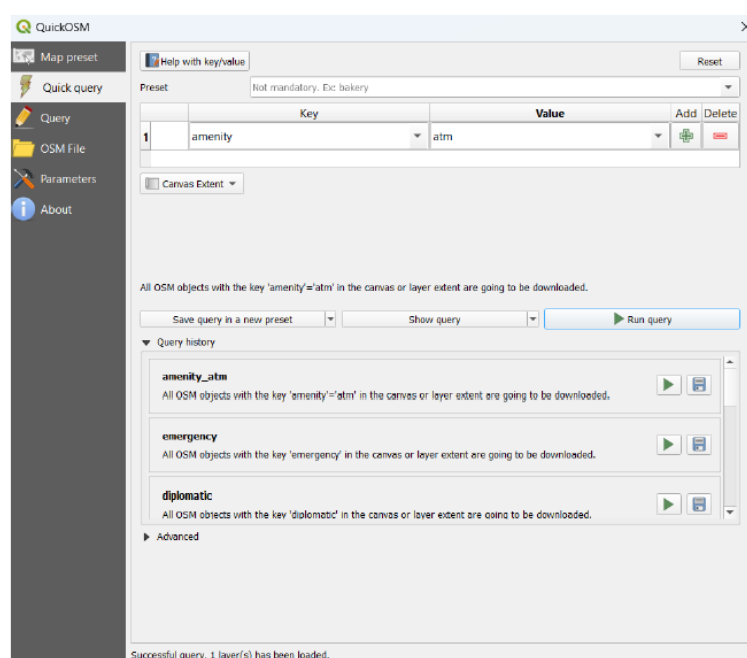 QuickOSM
Map preset
Quick query
Query
OSM File
Parameters
About
Help with key/value
Reset
Preset
Not mandatory. Ex: bakery
Key Value Add Delete
1 amenity atm
Canvas Extent
All OSM objects with the key 'amenity'='atm' in the canvas or layer extent are going to be downloaded.
Save query in a new preset Show query Run query
Query history
amenity_atm
All OSM objects with the key 'amenity'='atm' in the canvas or layer extent are going to be downloaded.
emergency
All OSM objects with the key 'emergency' in the canvas or layer extent are going to be downloaded.
diplomatic
All OSM objects with the key 'diplomatic' in the canvas or layer extent are going to be downloaded.
Advanced
Successful query, 1 layer(s) has been loaded.